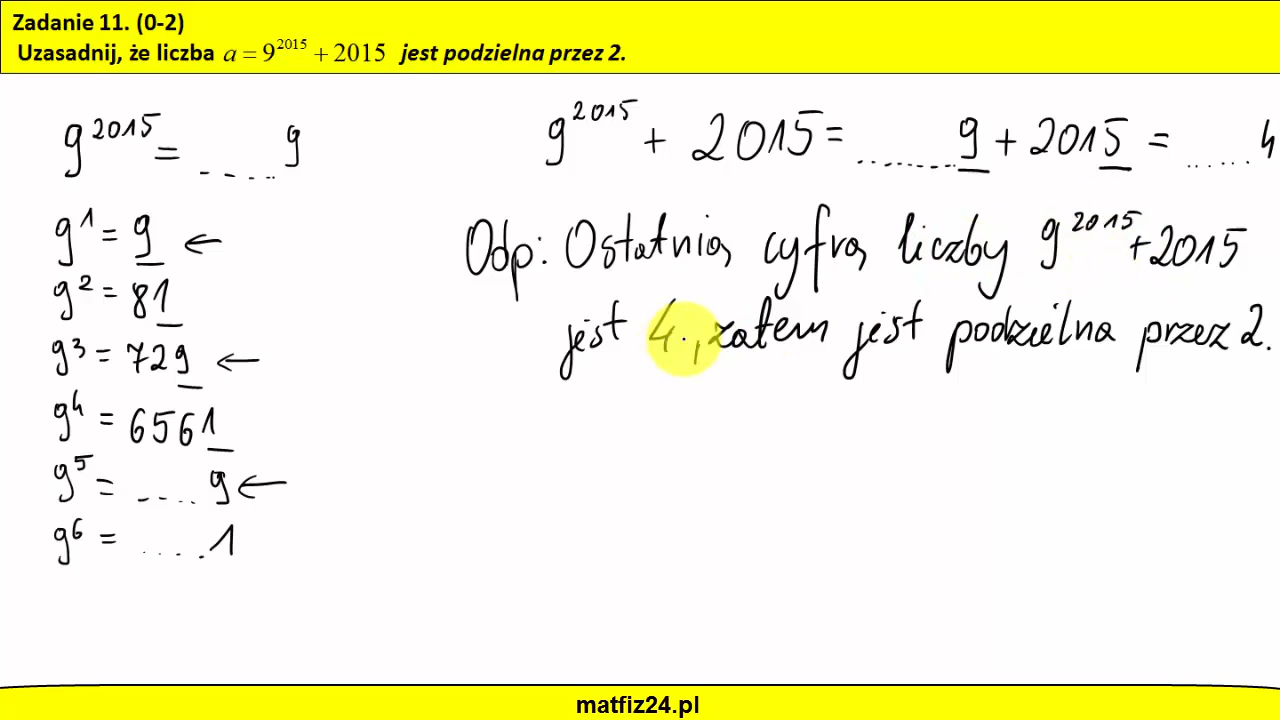 Zadanie 11. (0-2)
Uzasadnij, że liczba a = 9^2015 + 2015 jest podzielna przez 2.
9^2015 = ..... 9
9^1 = 9 ←
9^2 = 81
9^3 = 729 ←
9^4 = 6561
9^5 = ..... 9 ←
9^6 = ..... 1
9^2015 + 2015 = ......... 9 + 2015 = ...... 4
Odp: Ostatnią cyfrą liczby 9^2015 + 2015
jest 4., zatem jest podzielna przez 2.
matfiz24.pl